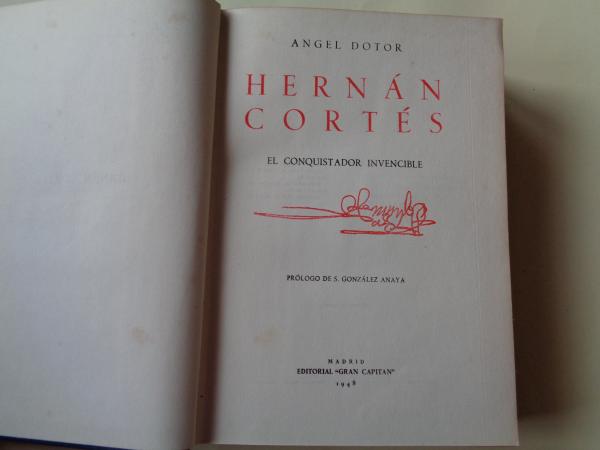 ANGEL DOTOR
HERNÁN
CORTÉS
EL CONQUISTADOR INVENCIBLE
PRÓLOGO DE S. GONZÁLEZ ANAYA
MADRID
EDITORIAL "GRAN CAPITAN"
1948